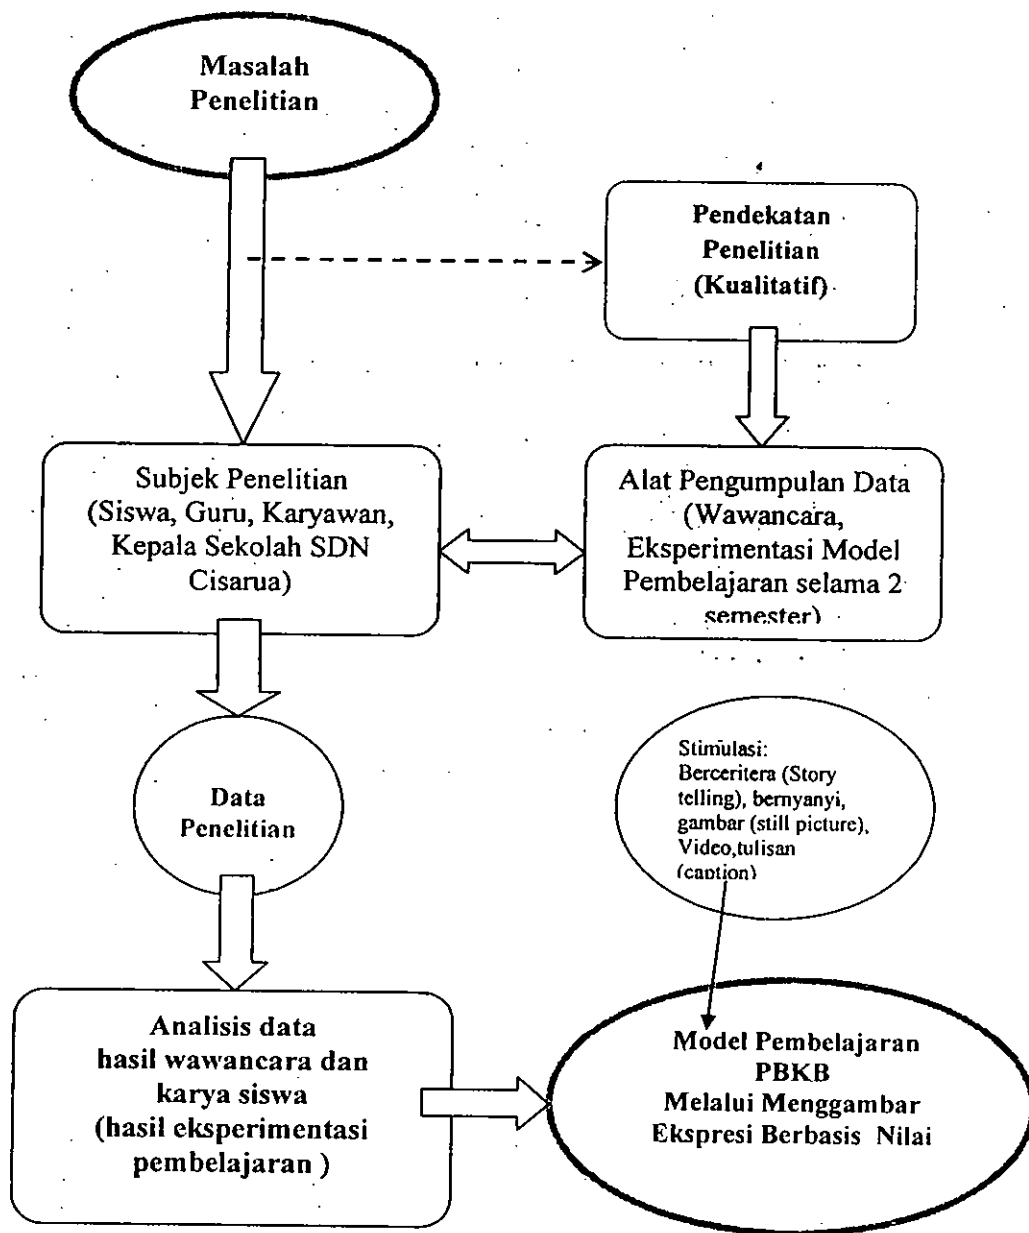 Masalah
Penelitian
Pendekatan
Penelitian
(Kualitatif)
Subjek Penelitian
(Siswa, Guru, Karyawan,
Kepala Sekolah SDN
Cisarua)
Alat Pengumpulan Data
(Wawancara,
Eksperimentasi Model
Pembelajaran selama 2
semester)
Data
Penelitian
Stimulasi:
Berceritera (Story
telling), bernyanyi,
gambar (still picture),
Video,tulisan
(caption)
Analisis data
hasil wawancara dan
karya siswa
(hasil eksperimentasi
pembelajaran )
Model Pembelajaran
PBKB
Melalui Menggambar
Ekspresi Berbasis Nilai